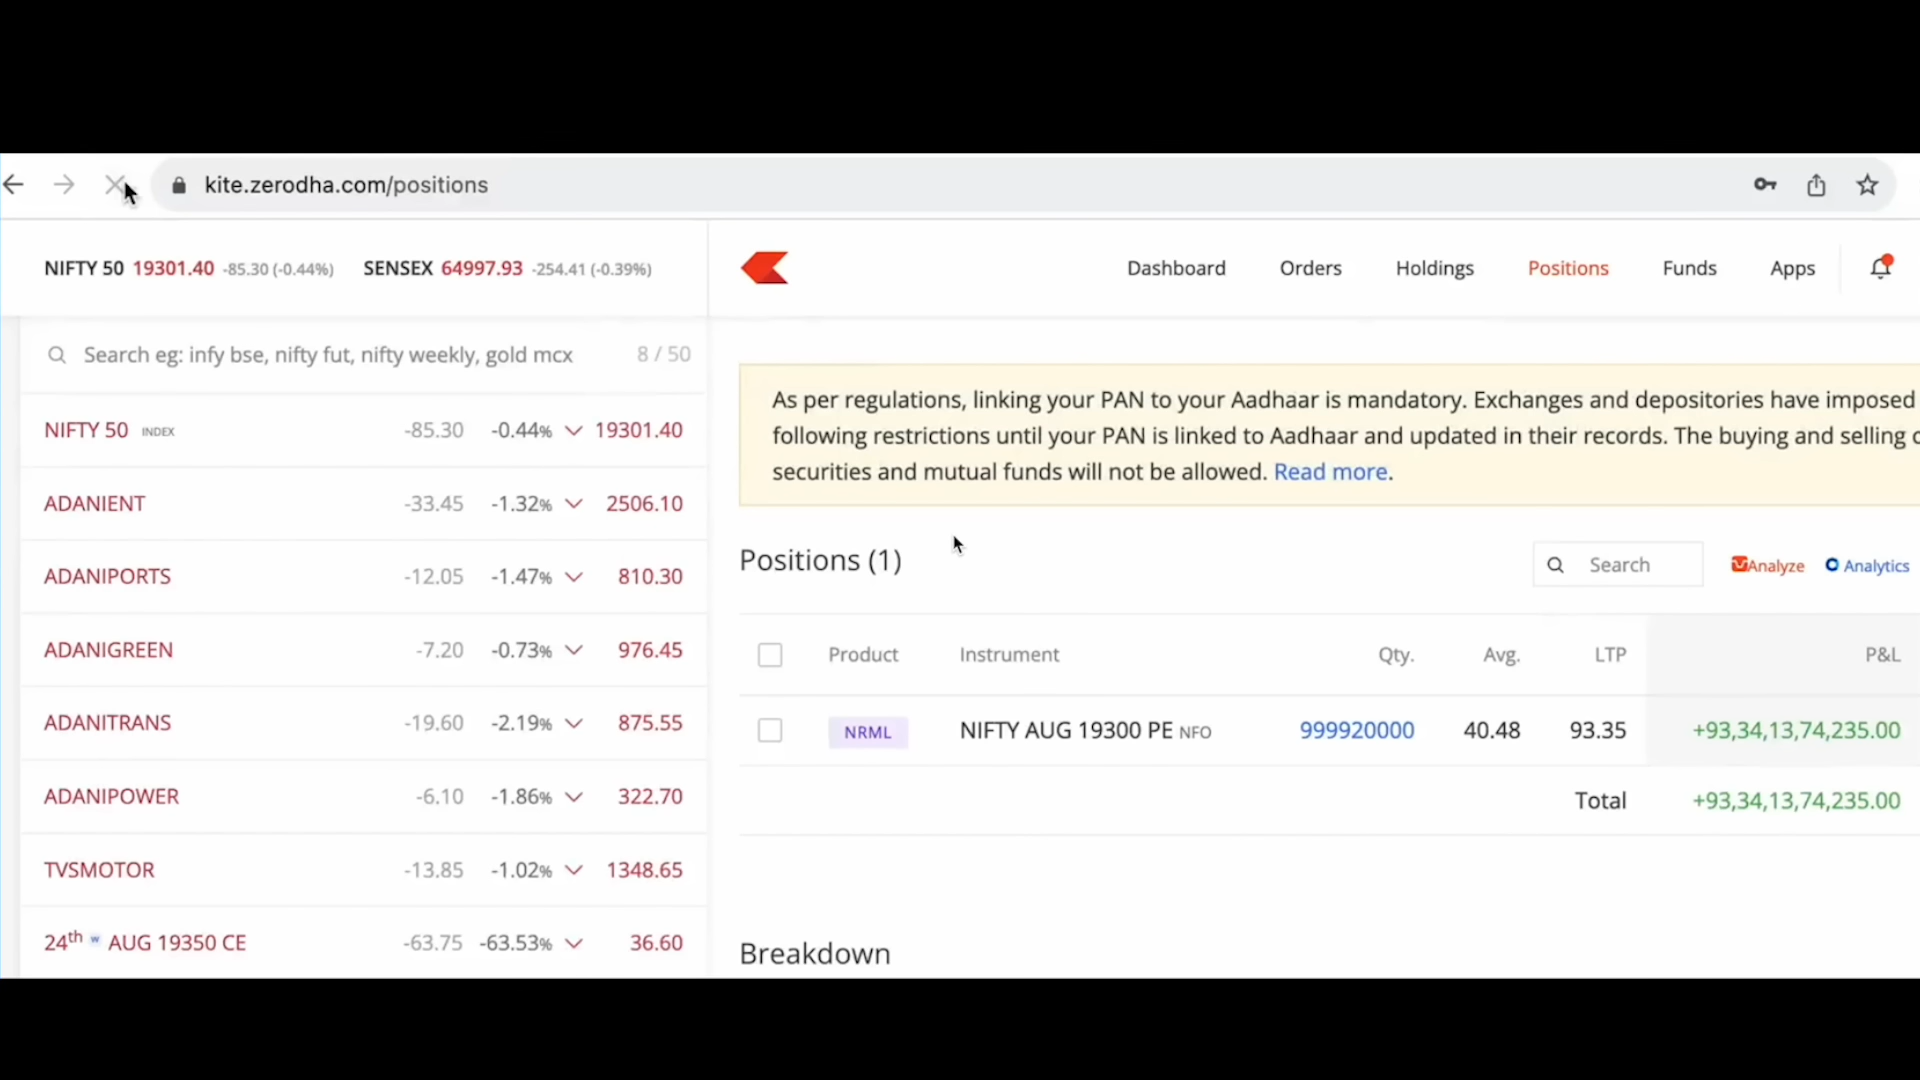 kite.zerodha.com/positions
NIFTY 50 19301.40 -85.30 (-0.44%) SENSEX 64997.93 -254.41 (-0.39%)
Dashboard Orders Holdings Positions Funds Apps
Search eg: infy bse, nifty fut, nifty weekly, gold mcx 8 / 50
NIFTY 50 INDEX -85.30 -0.44% 19301.40
ADANIENT -33.45 -1.32% 2506.10
ADANIPORTS -12.05 -1.47% 810.30
ADANIGREEN -7.20 -0.73% 976.45
ADANITRANS -19.60 -2.19% 875.55
ADANIPOWER -6.10 -1.86% 322.70
TVSMOTOR -13.85 -1.02% 1348.65
24th w AUG 19350 CE -63.75 -63.53% 36.60
As per regulations, linking your PAN to your Aadhaar is mandatory. Exchanges and depositories have imposed
following restrictions until your PAN is linked to Aadhaar and updated in their records. The buying and selling
securities and mutual funds will not be allowed. Read more.
Positions (1) Search Analyze Analytics
Product Instrument Qty. Avg. LTP P&L
NRML NIFTY AUG 19300 PE NFO 999920000 40.48 93.35 +93,34,13,74,235.00
Total +93,34,13,74,235.00
Breakdown